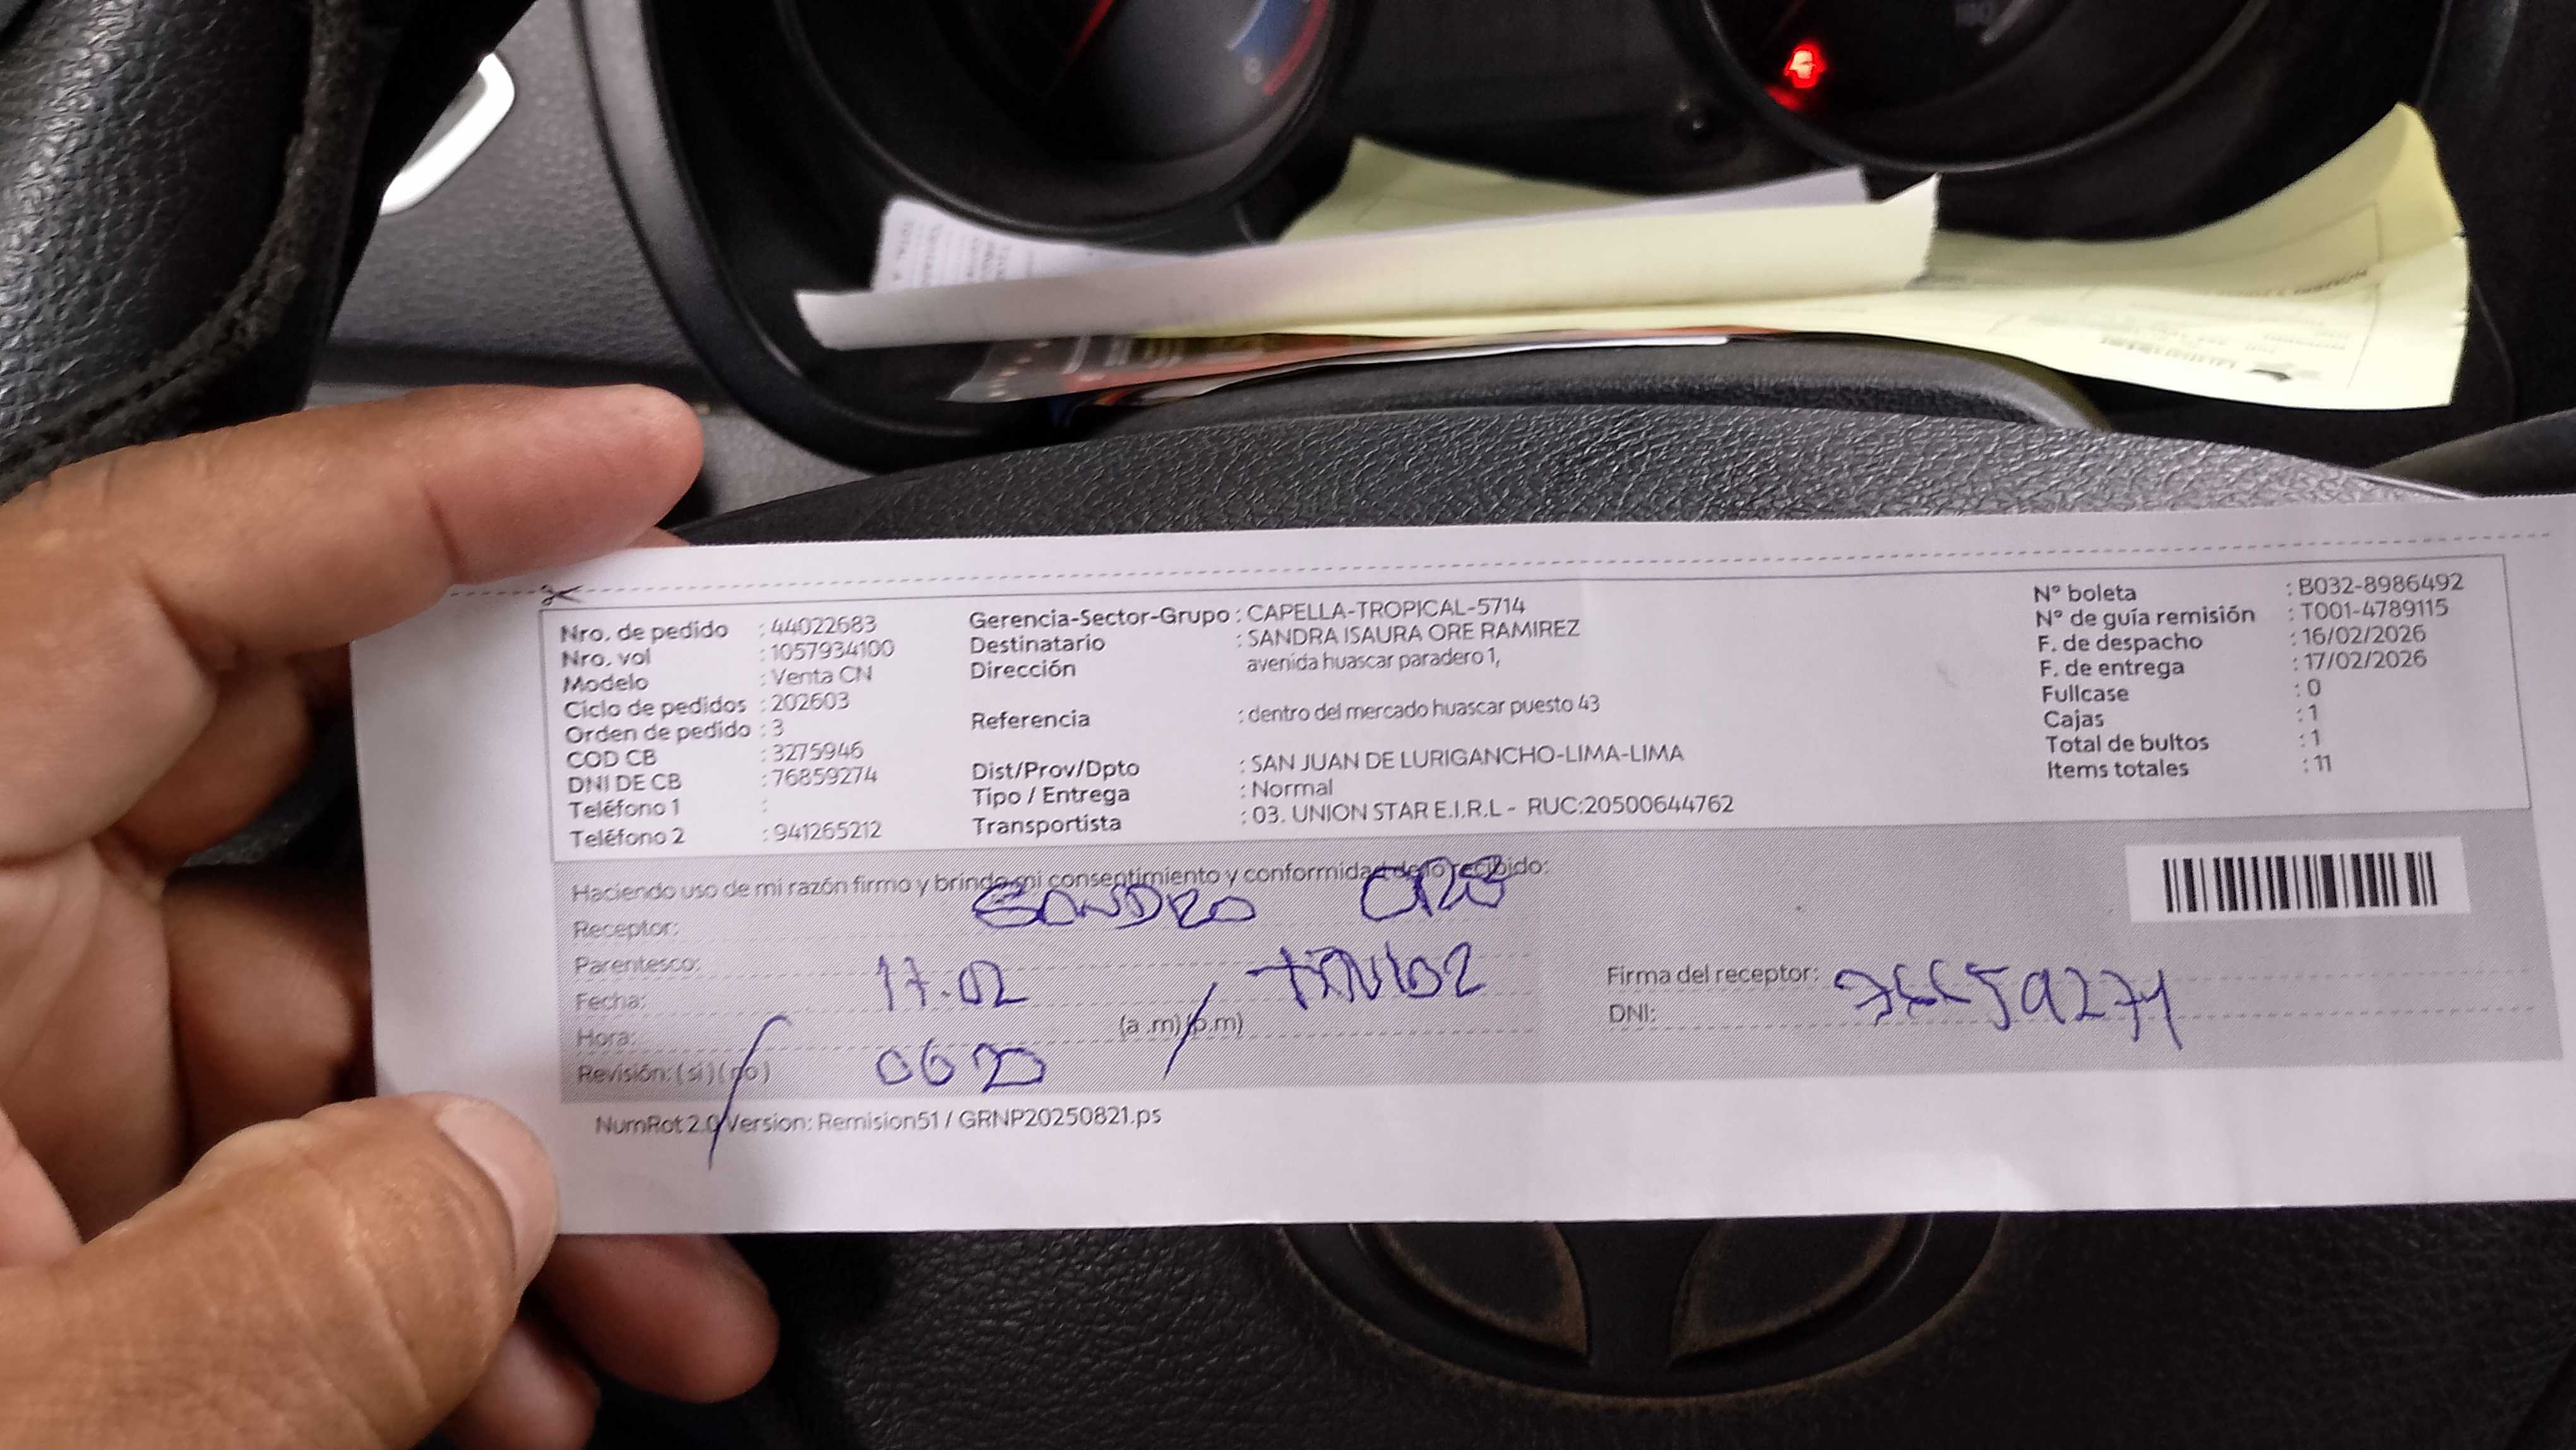 Nro. de pedido : 44022683
Nro. vol : 1057934100
Modelo : Venta CN
Ciclo de pedidos : 202603
Orden de pedido : 3
COD CB : 3275946
DNI DE CB : 76859274
Teléfono 1 :
Teléfono 2 : 941265212
Gerencia-Sector-Grupo : CAPELLA-TROPICAL-5714
Destinatario : SANDRA ISAURA ORE RAMIREZ
Dirección avenida huascar paradero 1,
Referencia : dentro del mercado huascar puesto 43
Dist/Prov/Dpto : SAN JUAN DE LURIGANCHO-LIMA-LIMA
Tipo / Entrega : Normal
Transportista : 03. UNION STAR E.I.R.L - RUC:20500644762
Nº boleta : B032-8986492
Nº de guía remisión : T001-4789115
F. de despacho : 16/02/2026
F. de entrega : 17/02/2026
Fullcase : 0
Cajas : 1
Total de bultos : 1
Items totales : 11
Haciendo uso de mi razón firmo y brindo mi consentimiento y conformidad de lo recibido:
Receptor:
Parentesco:
Fecha: 17.02
Hora: (a .m)(p.m)
Revisión: (si)(no)
Firma del receptor:
DNI:
NumRot 2.0 Version: Remision51 / GRNP20250821.ps